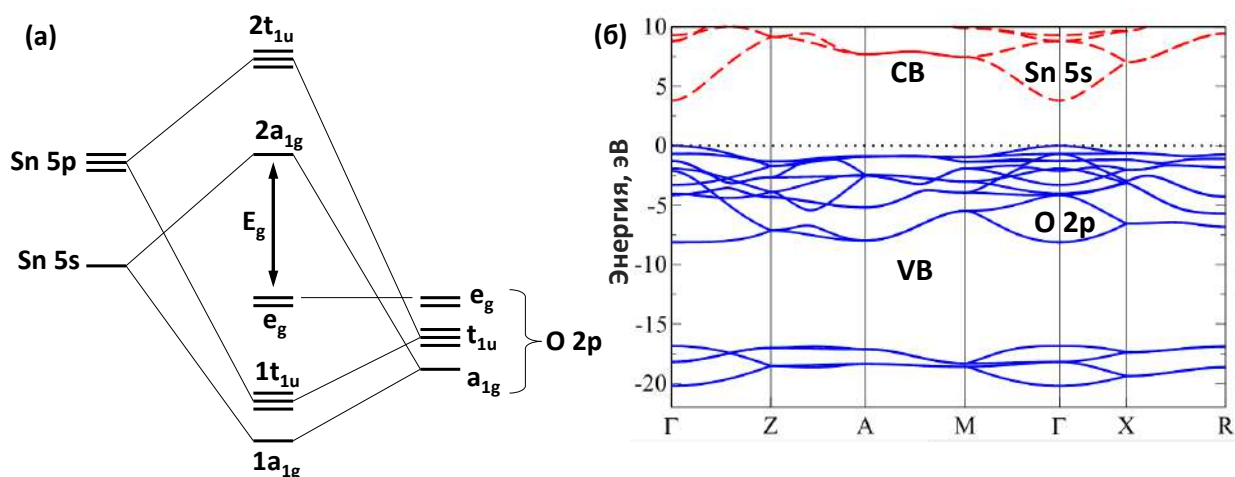 (а)
2t1u
Sn 5p
2a1g
Eg
Sn 5s
eg
eg
t1u
O 2p
1t1u
a1g
1a1g
(б)
Энергия, эВ
10
5
0
-5
-10
-15
-20
CB
Sn 5s
O 2p
VB
Γ Z A M Γ X R